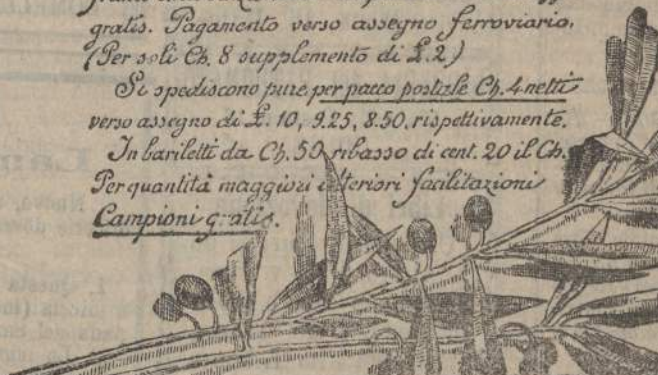 gratis. Pagamento verso assegno ferroviario.
(Per soli Ch. 8 supplemento di £. 2)
Si spediscono pure per pacco postale Ch. 4 netti
verso assegno di £. 10, 9.25, 8.50, rispettivamente.
In bariletti da Ch. 50 ribasso di cent. 20 il Ch.
Per quantità maggiori ulteriori facilitazioni
Campioni gratis.